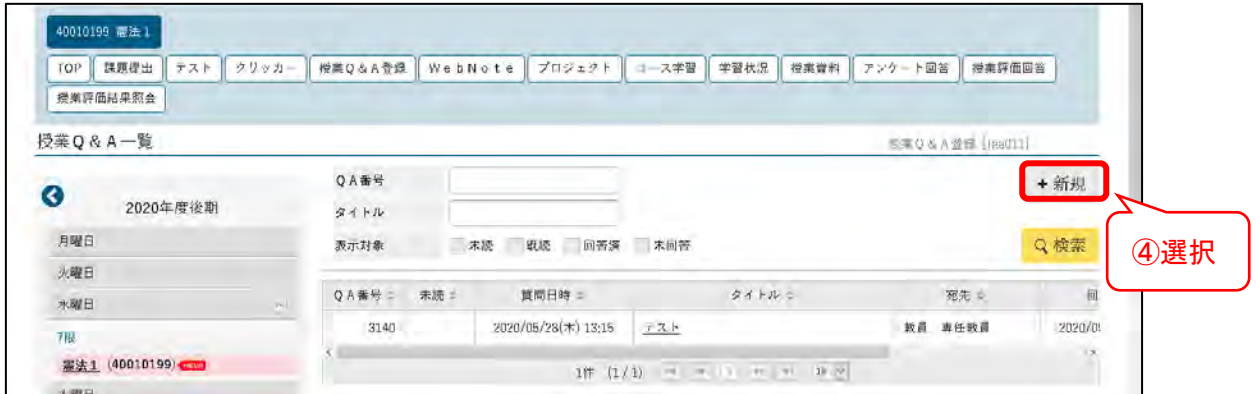 40010199 憲法１
TOP 課題提出 テスト クリッカー 授業Ｑ＆Ａ登録 ＷｅｂＮｏｔｅ プロジェクト コース学習 学習状況 授業資料 アンケート回答 授業評価回答
授業評価結果照会
授業Ｑ＆Ａ一覧
授業Ｑ＆Ａ登録
ＱＡ番号
+ 新規
2020年度後期
タイトル
月曜日
表示対象 未読 既読 回答済 未回答
検索
④選択
火曜日
水曜日
ＱＡ番号 未読 質問日時 タイトル 宛先 回
3140 2020/05/28(木) 13:15 テスト 教員 専任教員 2020/0
7限
憲法１ (40010199) NEW
1件 (1/1) 10
木曜日